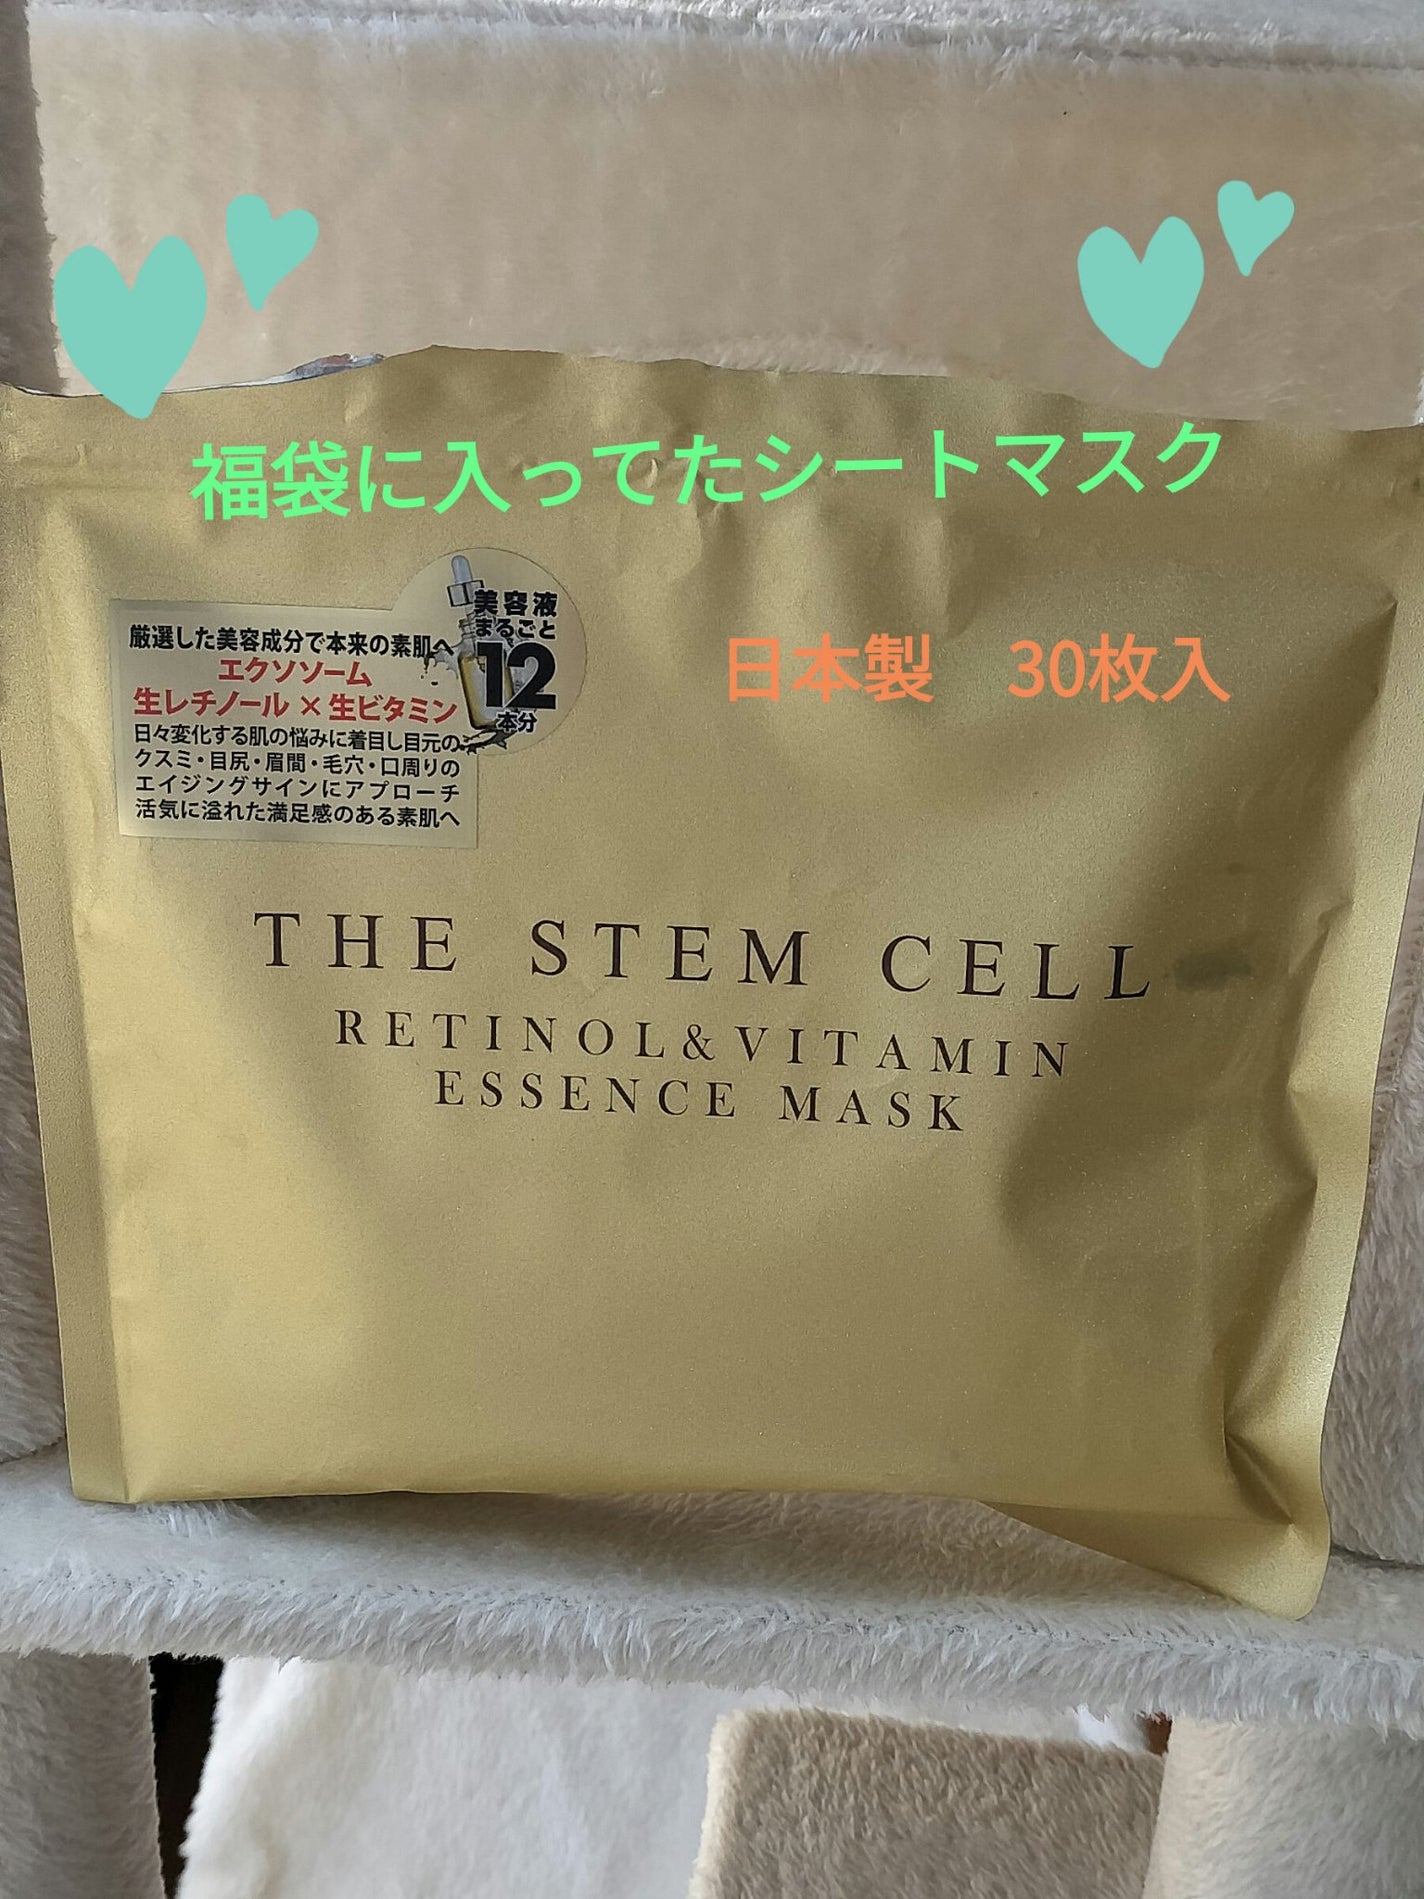 福袋に入ってたシートマスク
日本製　30枚入
美容液
まるごと
12
本分
厳選した美容成分で本来の素肌へ
エクソソーム
生レチノール×生ビタミン
日々変化する肌の悩みに着目し目元の
クスミ・目尻・眉間・毛穴・口周りの
エイジングサインにアプローチ
活気に溢れた満足感のある素肌へ
THE STEM CELL
RETINOL&VITAMIN
ESSENCE MASK